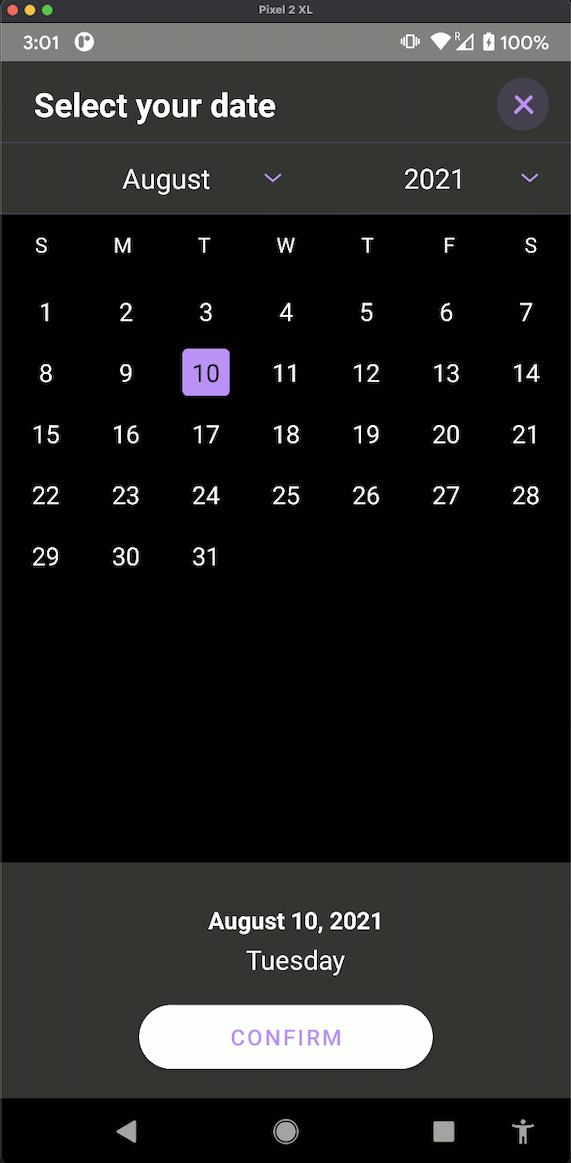 Pixel 2 XL
3:01 R 100%
Select your date
August 2021
S M T W T F S
1 2 3 4 5 6 7
8 9 10 11 12 13 14
15 16 17 18 19 20 21
22 23 24 25 26 27 28
29 30 31
August 10, 2021
Tuesday
CONFIRM